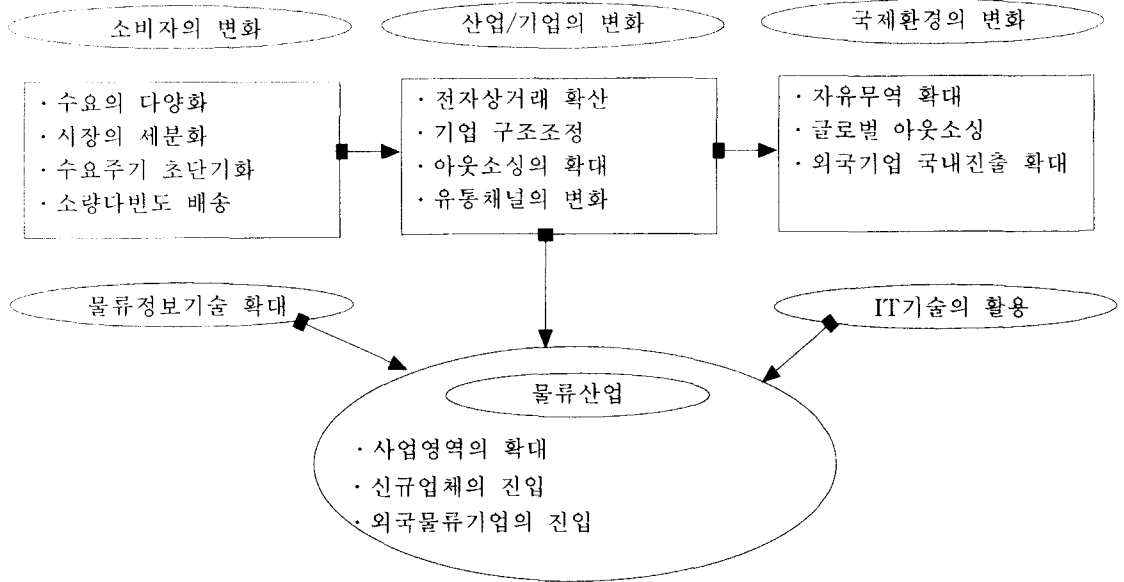 소비자의 변화
산업/기업의 변화
국제환경의 변화
· 수요의 다양화
· 시장의 세분화
· 수요주기 초단기화
· 소량다빈도 배송
· 전자상거래 확산
· 기업 구조조정
· 아웃소싱의 확대
· 유통채널의 변화
· 자유무역 확대
· 글로벌 아웃소싱
· 외국기업 국내진출 확대
물류정보기술 확대
IT기술의 활용
물류산업
· 사업영역의 확대
· 신규업체의 진입
· 외국물류기업의 진입